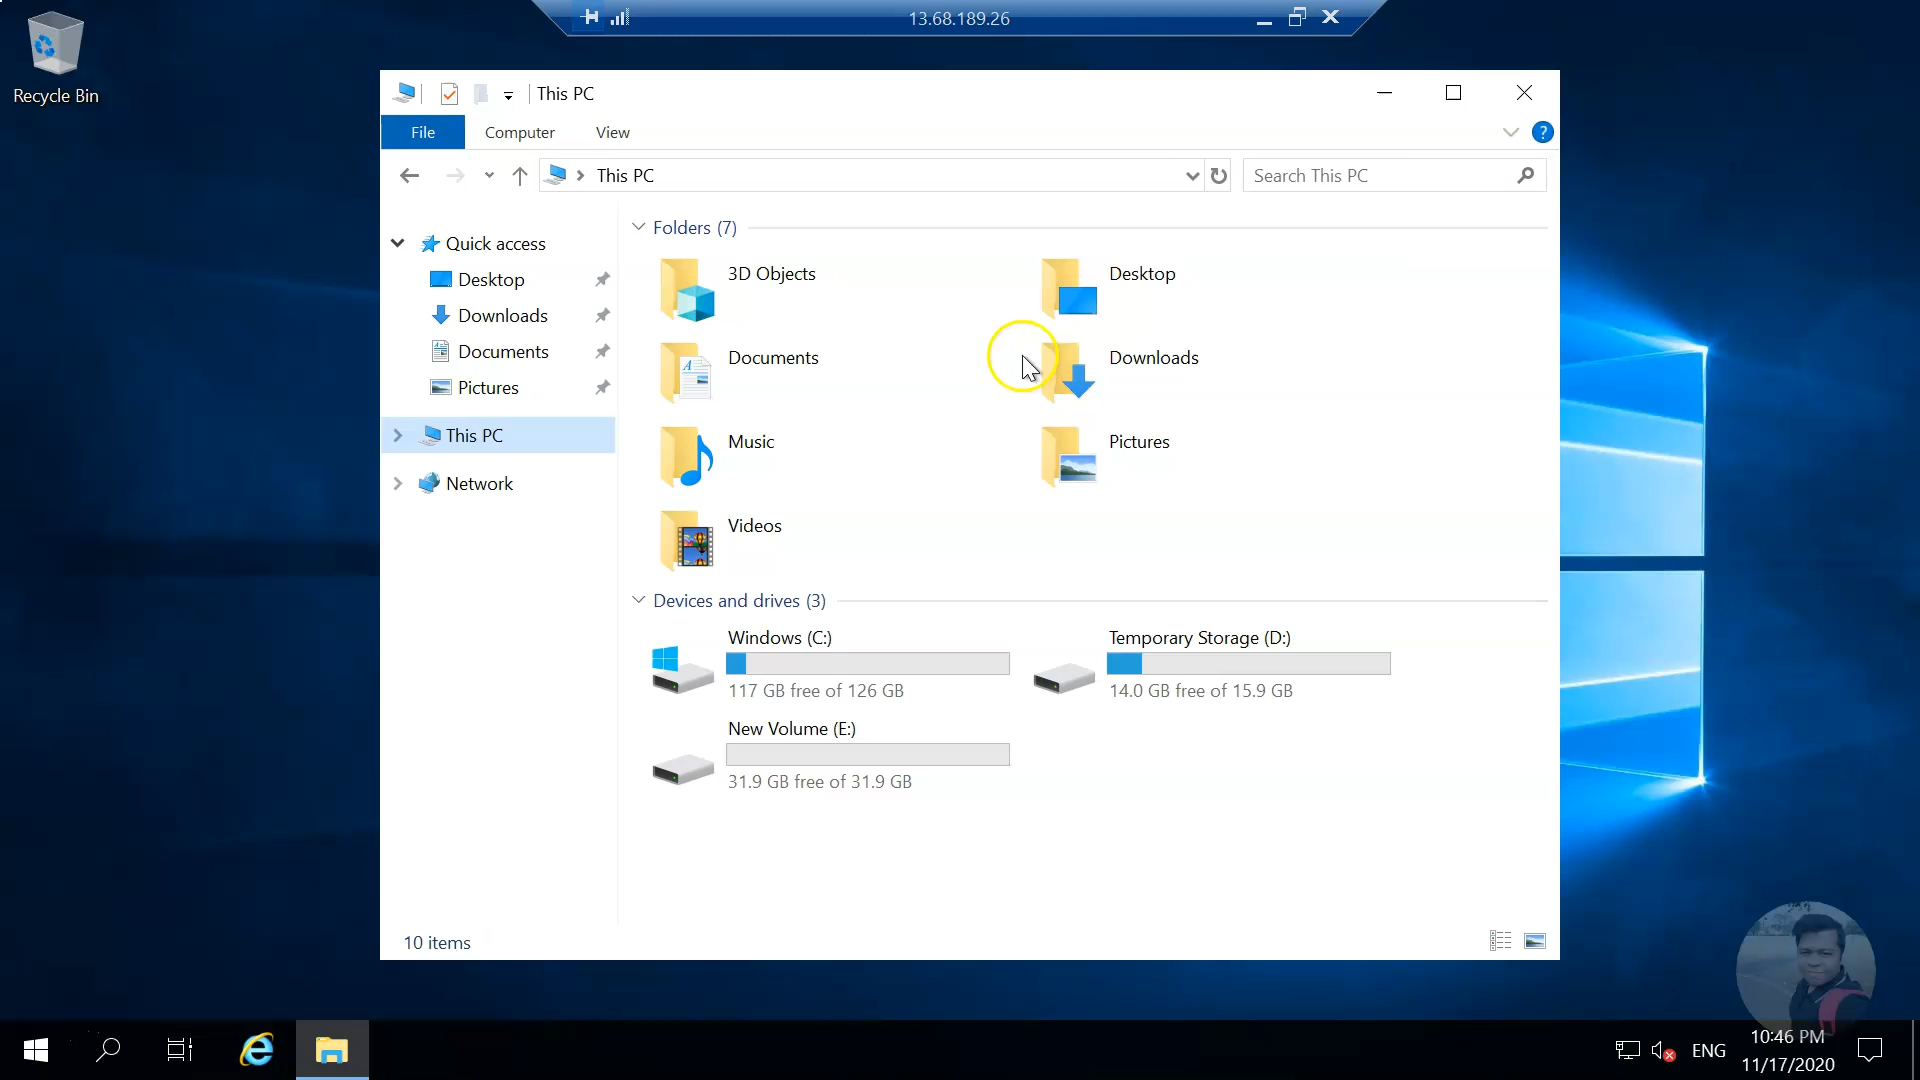 13.68.189.26
Recycle Bin
This PC
File
Computer
View
?
This PC
Search This PC
Quick access
Desktop
Downloads
Documents
Pictures
This PC
Network
Folders (7)
3D Objects
Desktop
Documents
Downloads
Music
Pictures
Videos
Devices and drives (3)
Windows (C:)
117 GB free of 126 GB
Temporary Storage (D:)
14.0 GB free of 15.9 GB
New Volume (E:)
31.9 GB free of 31.9 GB
10 items
ENG
10:46 PM
11/17/2020